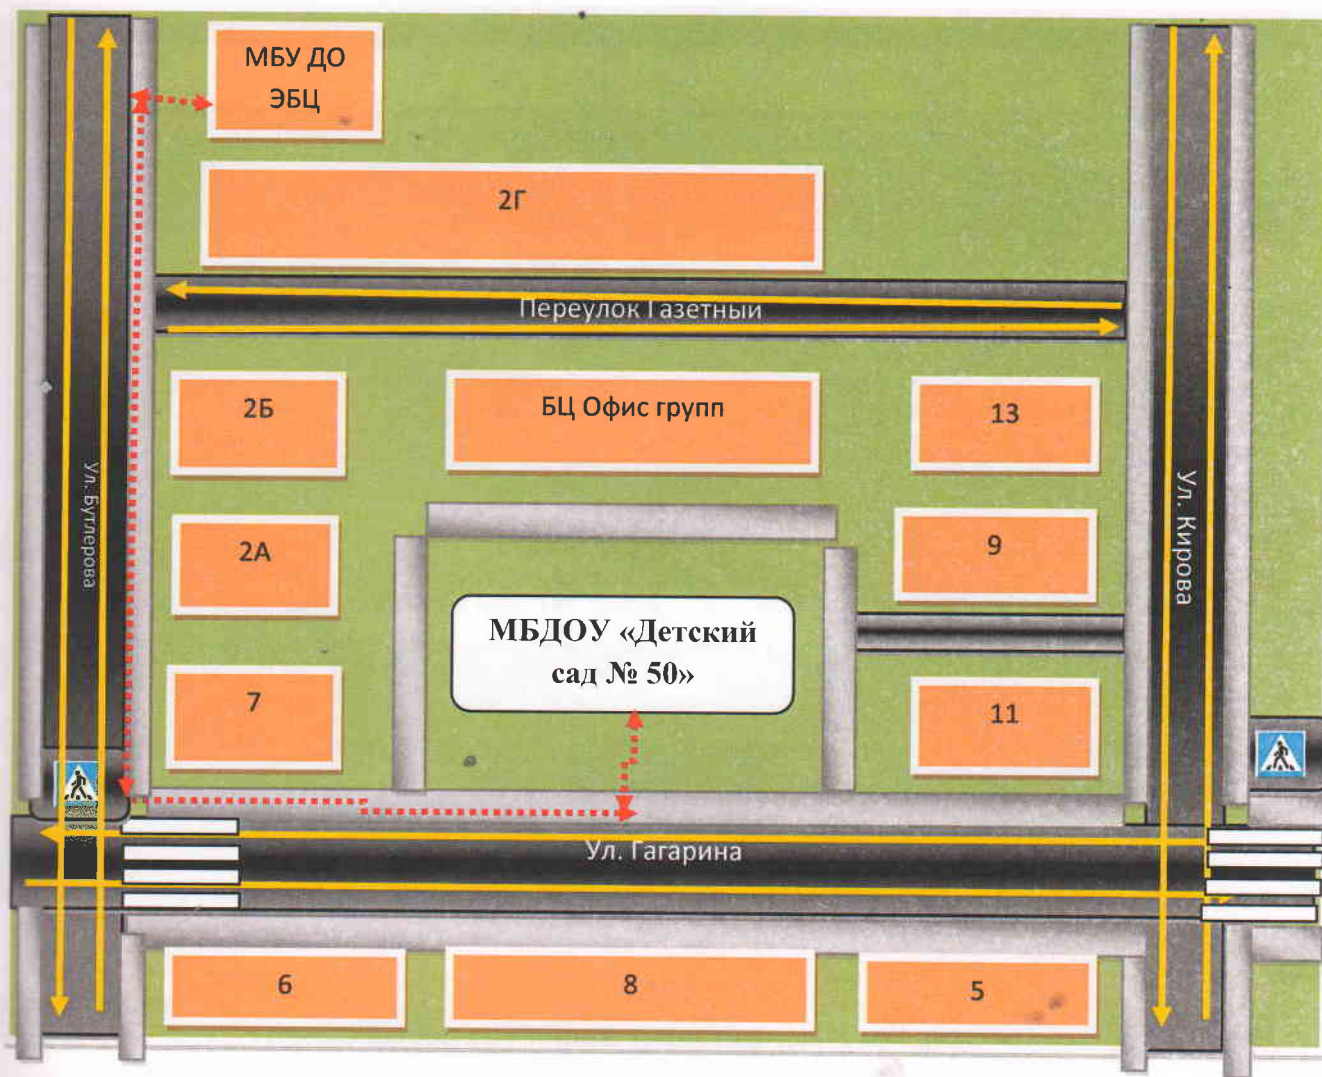 МБУ ДО
ЭБЦ
2Г
Переулок Газетный
2Б
БЦ Офис групп
13
Ул. Бутлерова
Ул. Кирова
2А
9
МБДОУ «Детский
сад № 50»
7
11
Ул. Гагарина
6
8
5